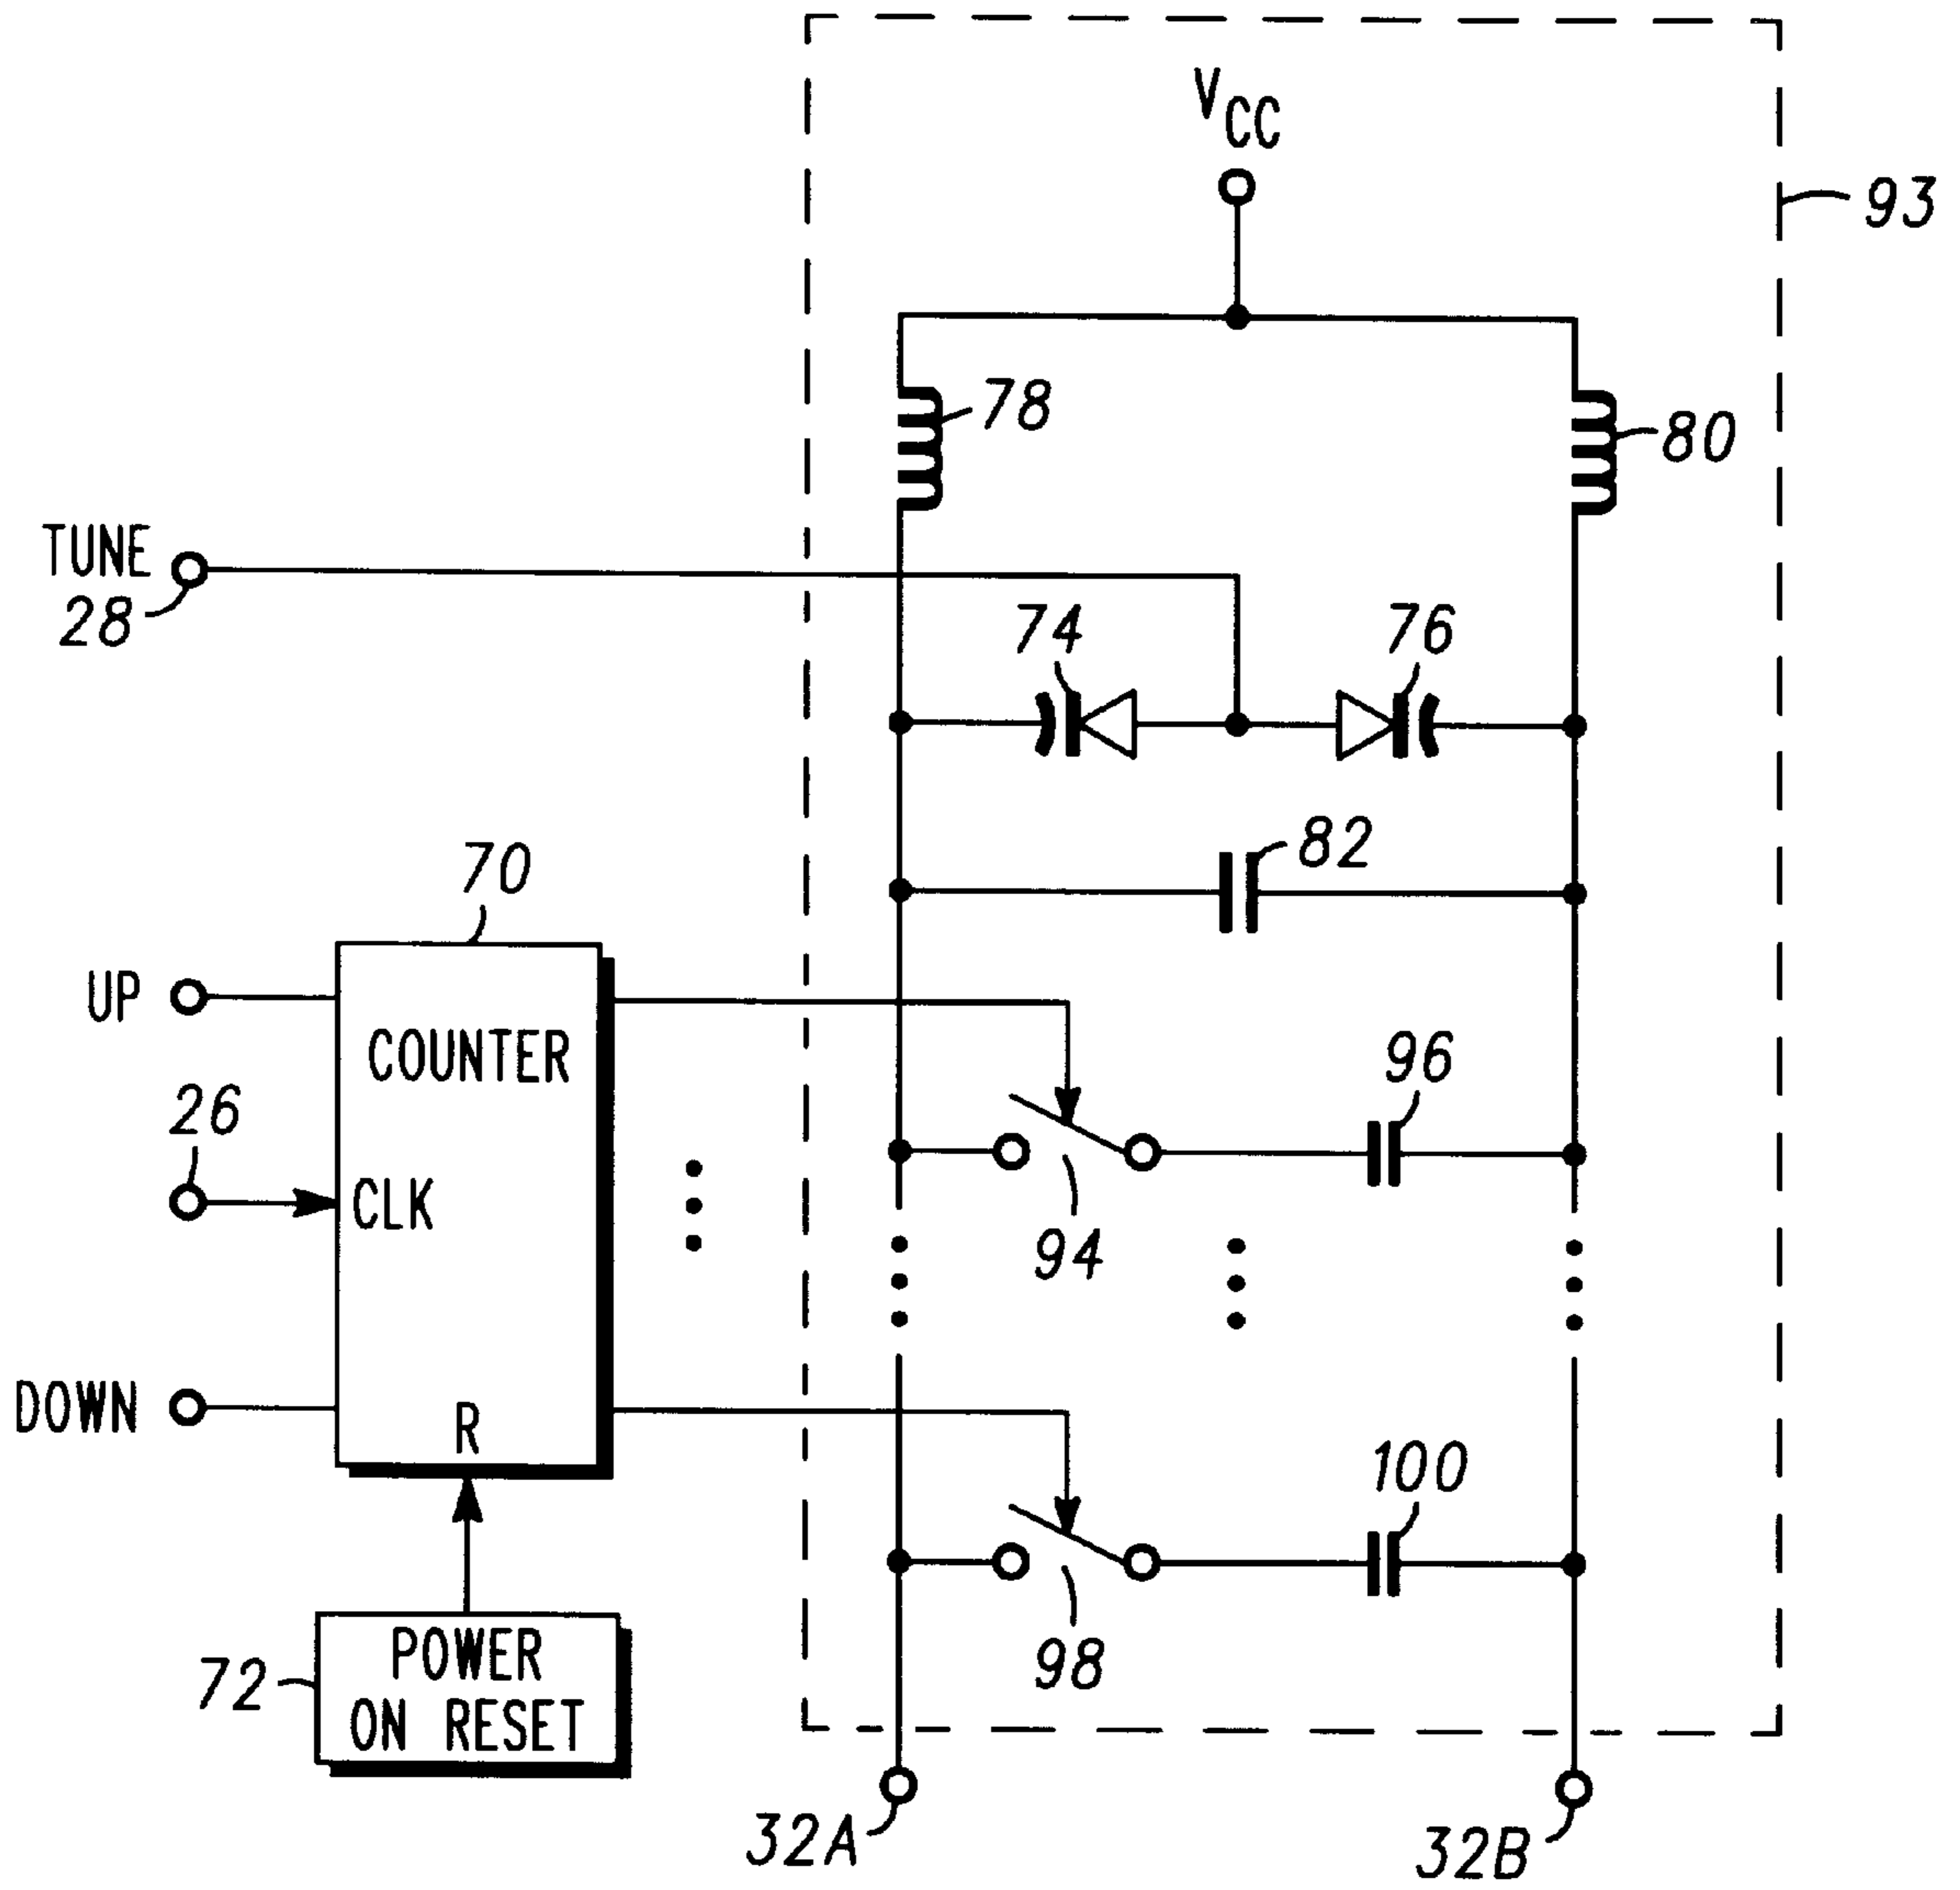 VCC
93
78
80
TUNE
28
74
76
82
70
UP
COUNTER
96
26
CLK
94
DOWN
R
100
98
72
POWER
ON RESET
32A
32B